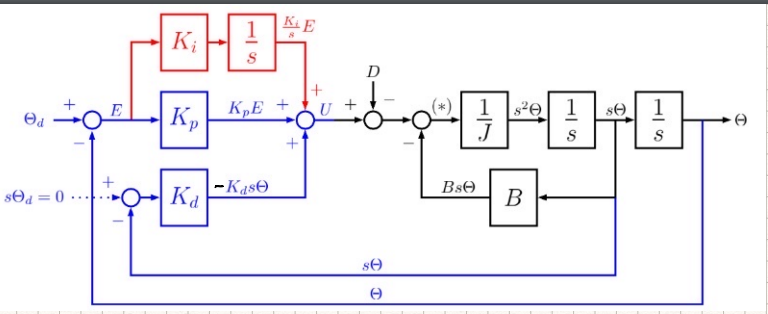 K_i
1/s
K_i/s E
+
D
Θ_d + E K_p K_pE + U + − (*) 1/J s²Θ 1/s sΘ 1/s Θ
− + −
sΘ_d = 0 + K_d −K_dsΘ BsΘ B
−
sΘ
Θ